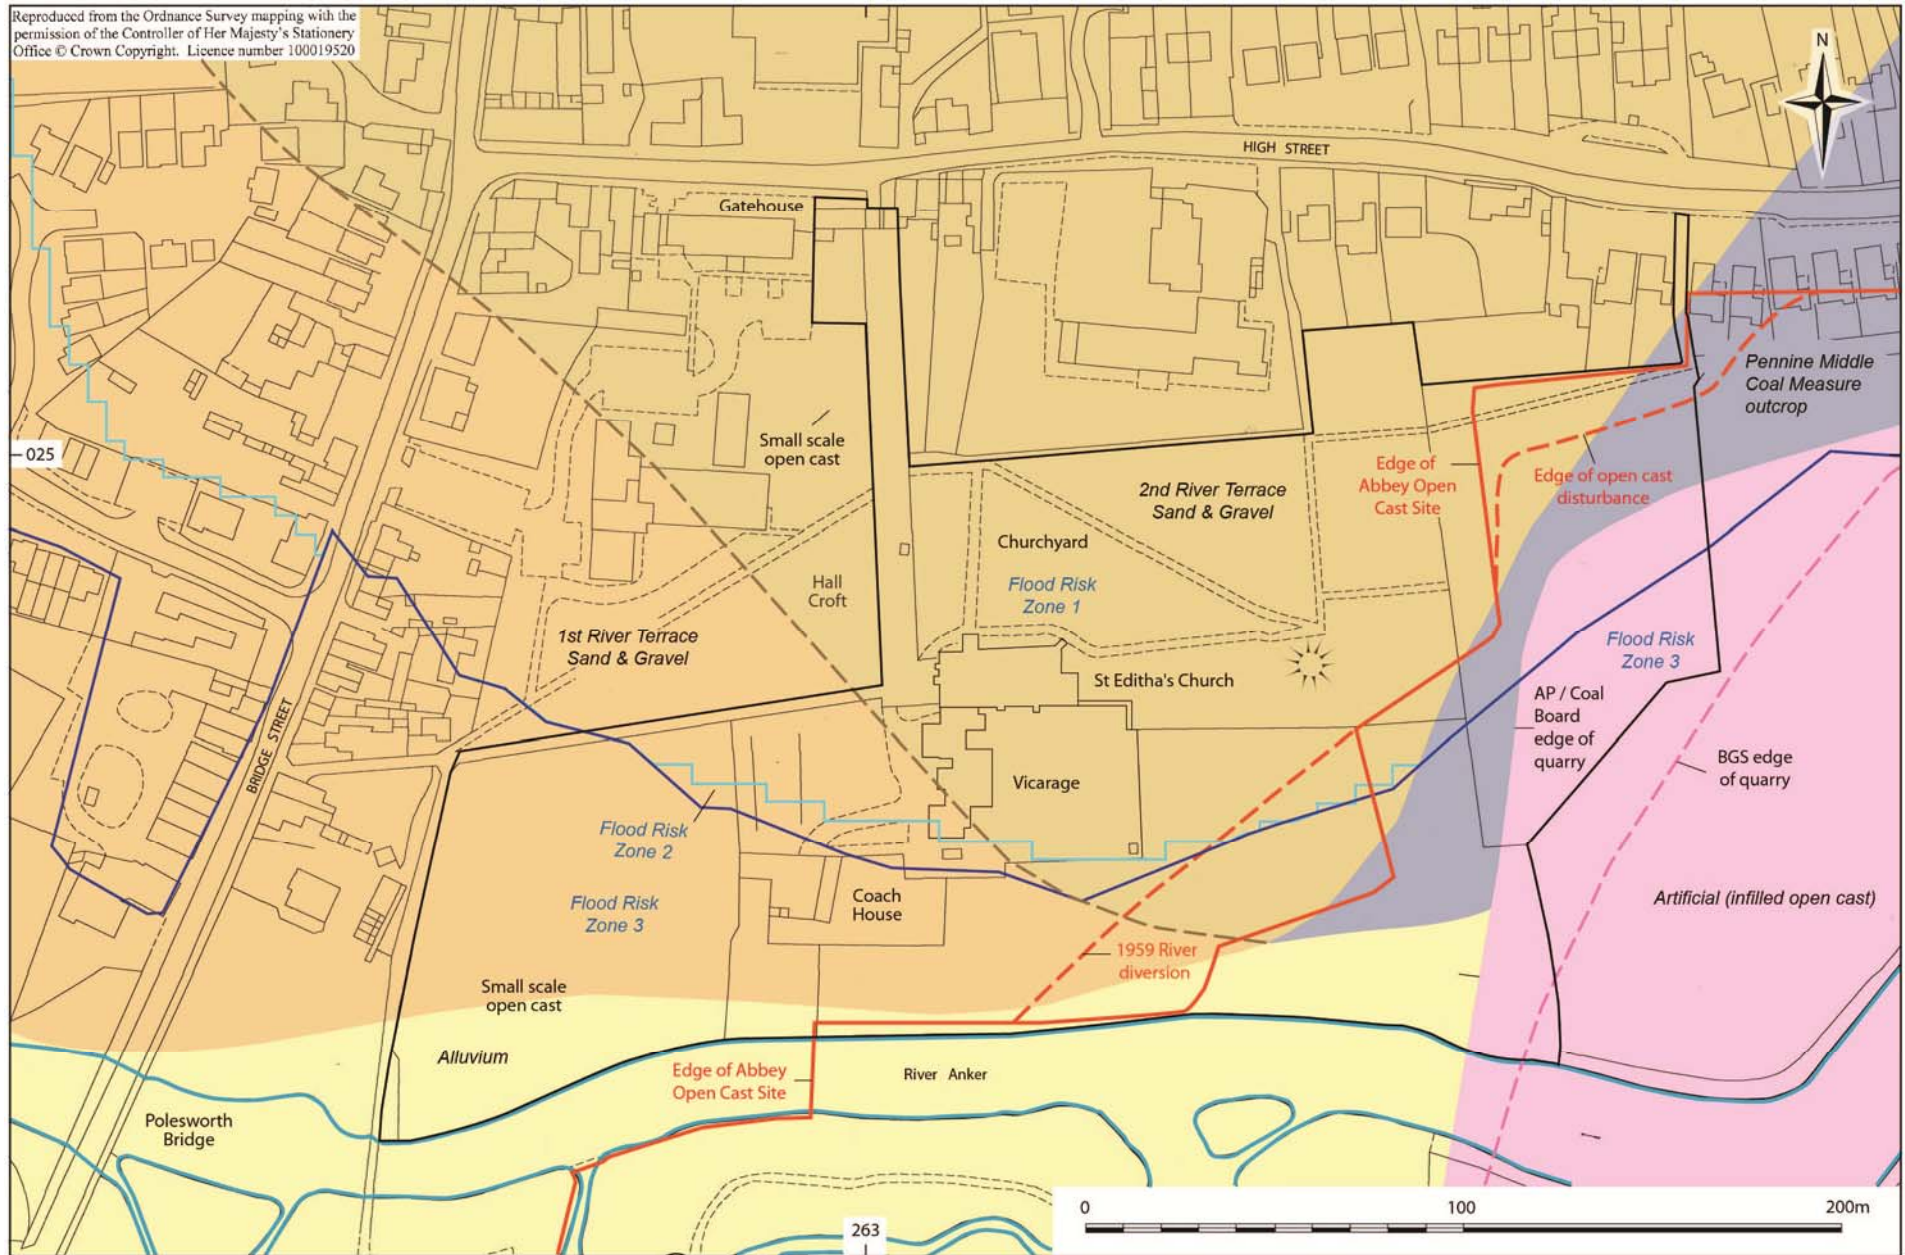 Reproduced from the Ordnance Survey mapping with the
permission of the Controller of Her Majesty's Stationery
Office © Crown Copyright. Licence number 100019520
N
HIGH STREET
Gatehouse
Pennine Middle
Coal Measure
outcrop
Small scale
open cast
025
Edge of
Abbey Open
Cast Site
Edge of open cast
disturbance
2nd River Terrace
Sand & Gravel
Churchyard
Hall
Croft
Flood Risk
Zone 1
1st River Terrace
Sand & Gravel
Flood Risk
Zone 3
St Editha's Church
AP / Coal
Board
edge of
quarry
BRIDGE STREET
BGS edge
of quarry
Vicarage
Flood Risk
Zone 2
Coach
House
Flood Risk
Zone 3
Artificial (infilled open cast)
1959 River
diversion
Small scale
open cast
Alluvium
Edge of Abbey
Open Cast Site
River Anker
Polesworth
Bridge
0
100
200m
263